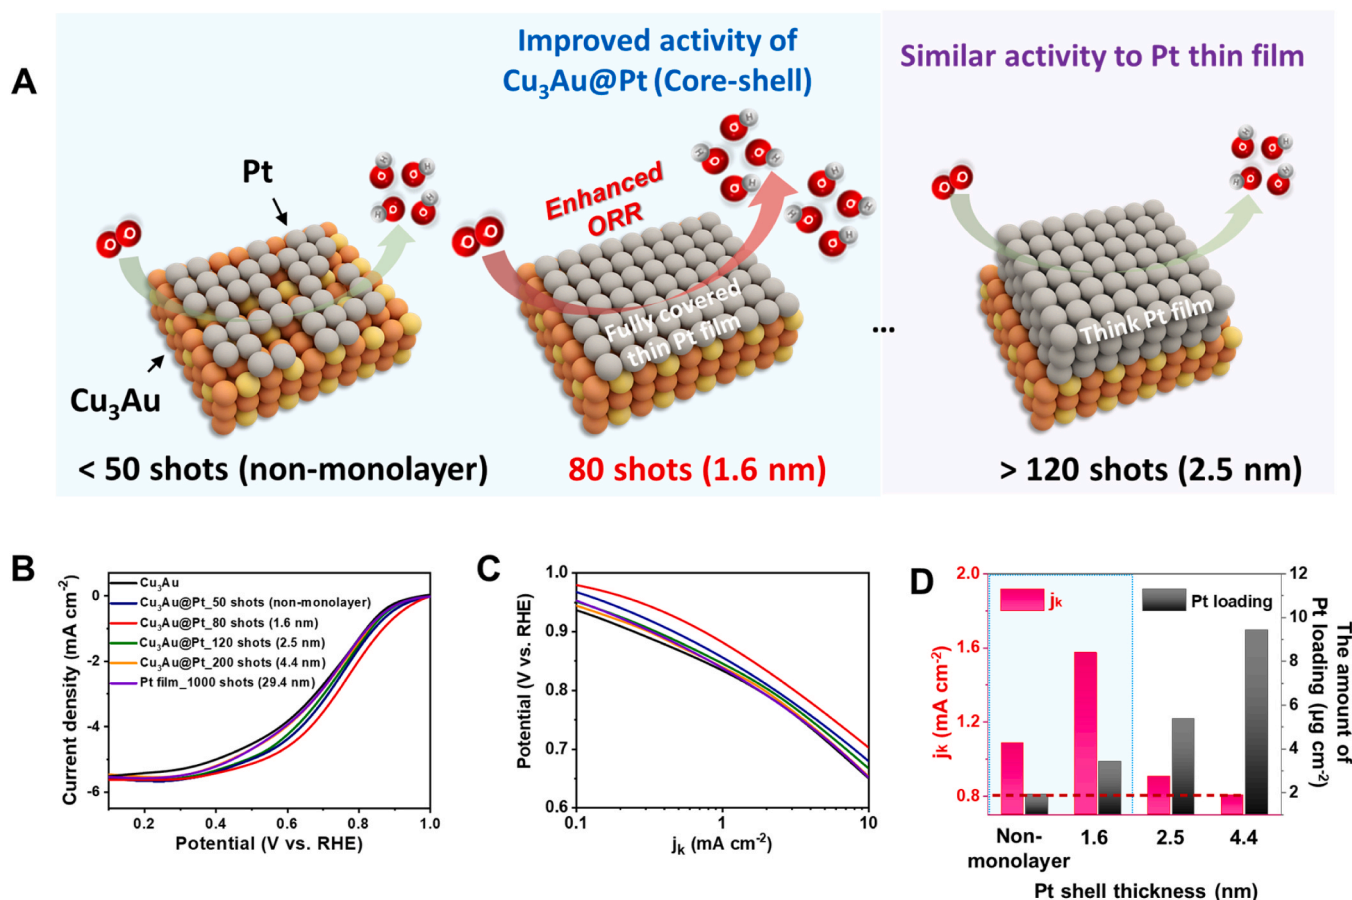 A
Improved activity of
Cu₃Au@Pt (Core-shell)
Similar activity to Pt thin film
Pt
Cu₃Au
O O
H
O O
H
H O O
Enhanced
ORR
O O
H
O
H O O H
O H
H
O
O O H
O H
Fully covered
thin Pt film
...
O O
H
O H
O
H O O
Think Pt film
< 50 shots (non-monolayer)
80 shots (1.6 nm)
> 120 shots (2.5 nm)
B
Current density (mA cm⁻²)
0
-2
-4
-6
Cu₃Au
Cu₃Au@Pt_50 shots (non-monolayer)
Cu₃Au@Pt_80 shots (1.6 nm)
Cu₃Au@Pt_120 shots (2.5 nm)
Cu₃Au@Pt_200 shots (4.4 nm)
Pt film_1000 shots (29.4 nm)
0.2 0.4 0.6 0.8 1.0
Potential (V vs. RHE)
C
Potential (V vs. RHE)
1.0
0.9
0.8
0.7
0.6
0.1 1 10
jₖ (mA cm⁻²)
D
jₖ (mA cm⁻²)
2.0
1.6
1.2
0.8
jₖ
Pt loading
12
10
8
6
4
2
The amount of
Pt loading (μg cm⁻²)
Non-
monolayer
1.6 2.5 4.4
Pt shell thickness (nm)